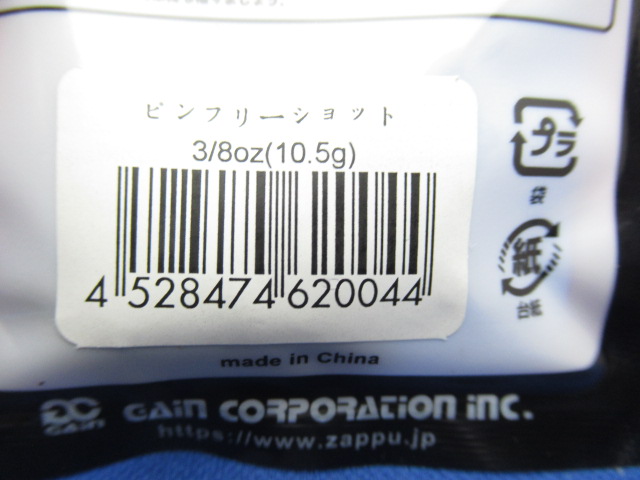 ピンフリーショット
3/8oz(10.5g)
4 528474 620044
プラ
袋
紙
台紙
made in China
GAIN
GAIN CORPORATION INC.
https://www.zappu.jp